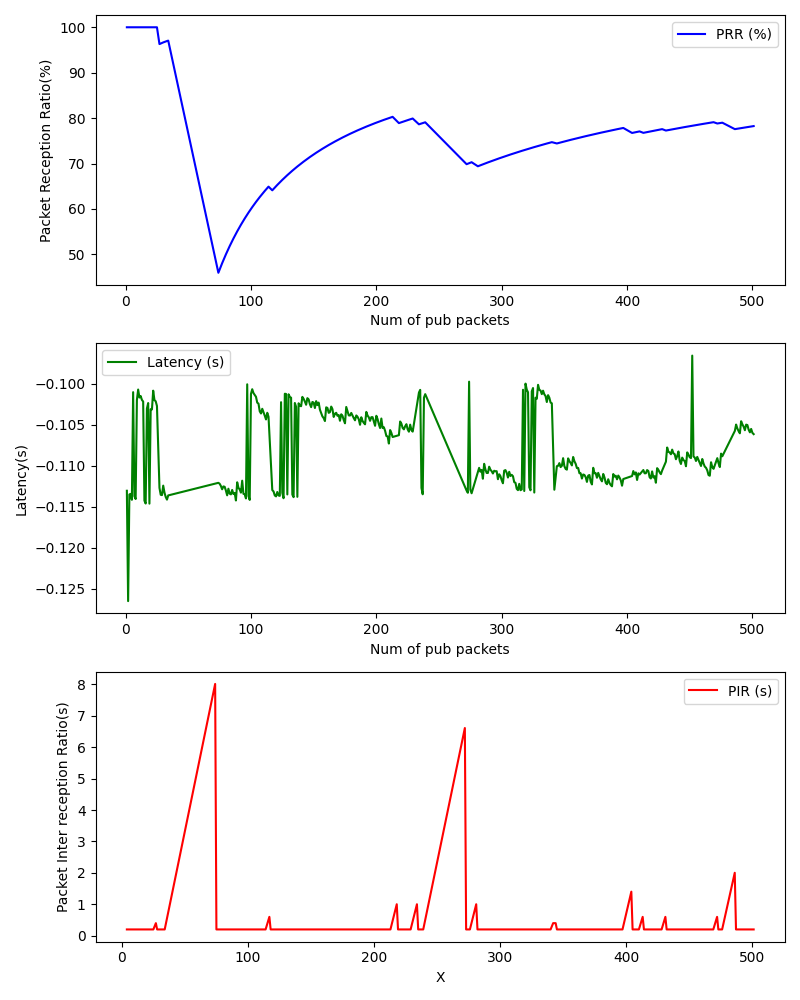 Packet Reception Ratio(%)
100
90
80
70
60
50
PRR (%)
0 100 200 300 400 500
Num of pub packets
Latency(s)
−0.100
−0.105
−0.110
−0.115
−0.120
−0.125
Latency (s)
0 100 200 300 400 500
Num of pub packets
Packet Inter reception Ratio(s)
8
7
6
5
4
3
2
1
0
PIR (s)
0 100 200 300 400 500
X